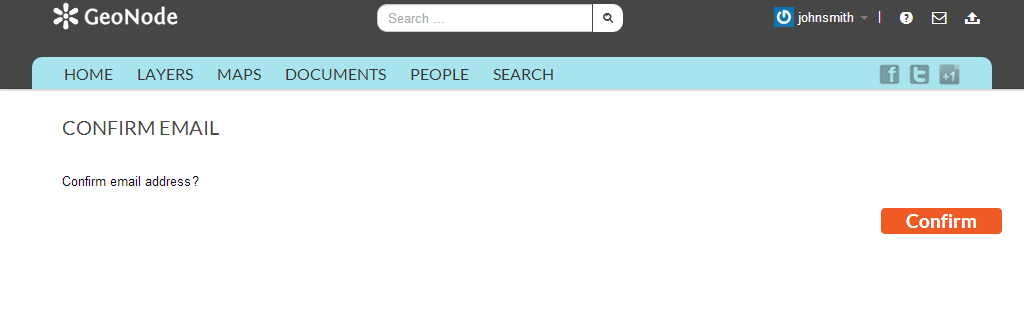 GeoNode
Search ...
johnsmith
HOME LAYERS MAPS DOCUMENTS PEOPLE SEARCH
f t +1
CONFIRM EMAIL
Confirm email address?
Confirm